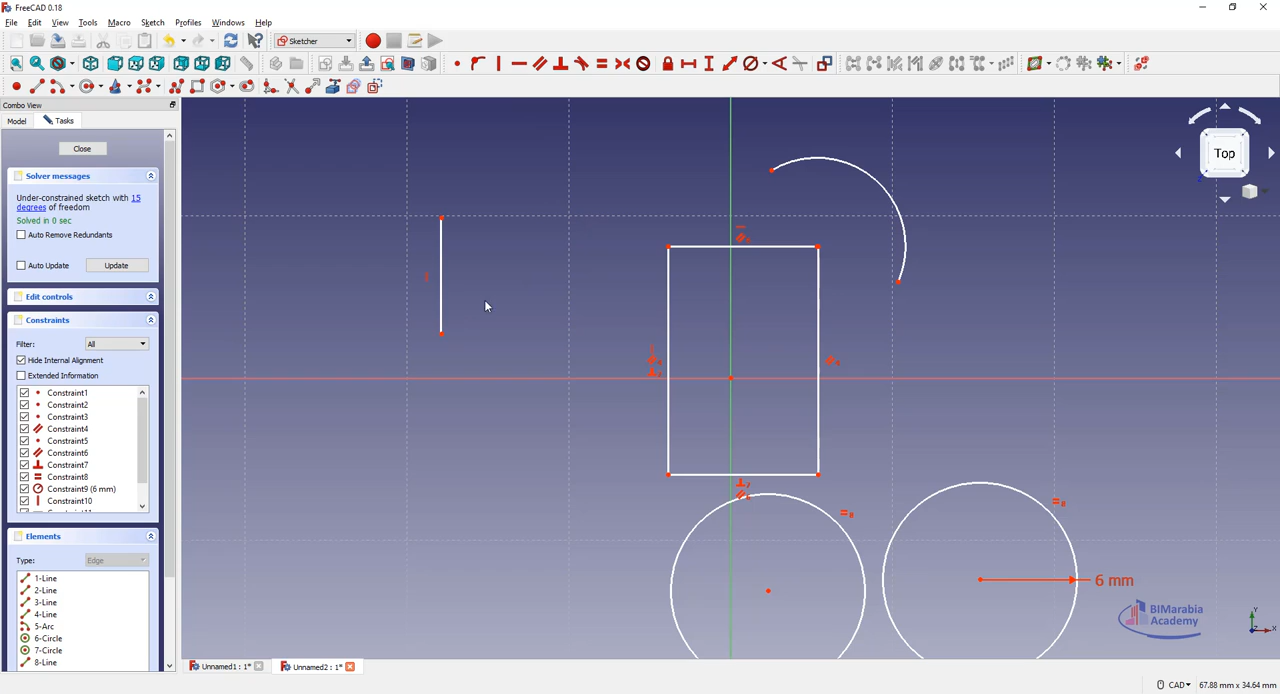 FreeCAD 0.18
File Edit View Tools Macro Sketch Profiles Windows Help
Sketcher
Combo View
Model Tasks
Close
Solver messages
Under-constrained sketch with 15
degrees of freedom
Solved in 0 sec
Auto Remove Redundants
Auto Update Update
Edit controls
Constraints
Filter: All
Hide Internal Alignment
Extended Information
Constraint1
Constraint2
Constraint3
Constraint4
Constraint5
Constraint6
Constraint7
Constraint8
Constraint9 (6 mm)
Constraint10
Elements
Type: Edge
1-Line
2-Line
3-Line
4-Line
5-Arc
6-Circle
7-Circle
8-Line
Top
6 mm
BIMarabia
Academy
Y
X
Unnamed1 : 1* Unnamed2 : 1*
CAD 67.88 mm x 34.64 mm